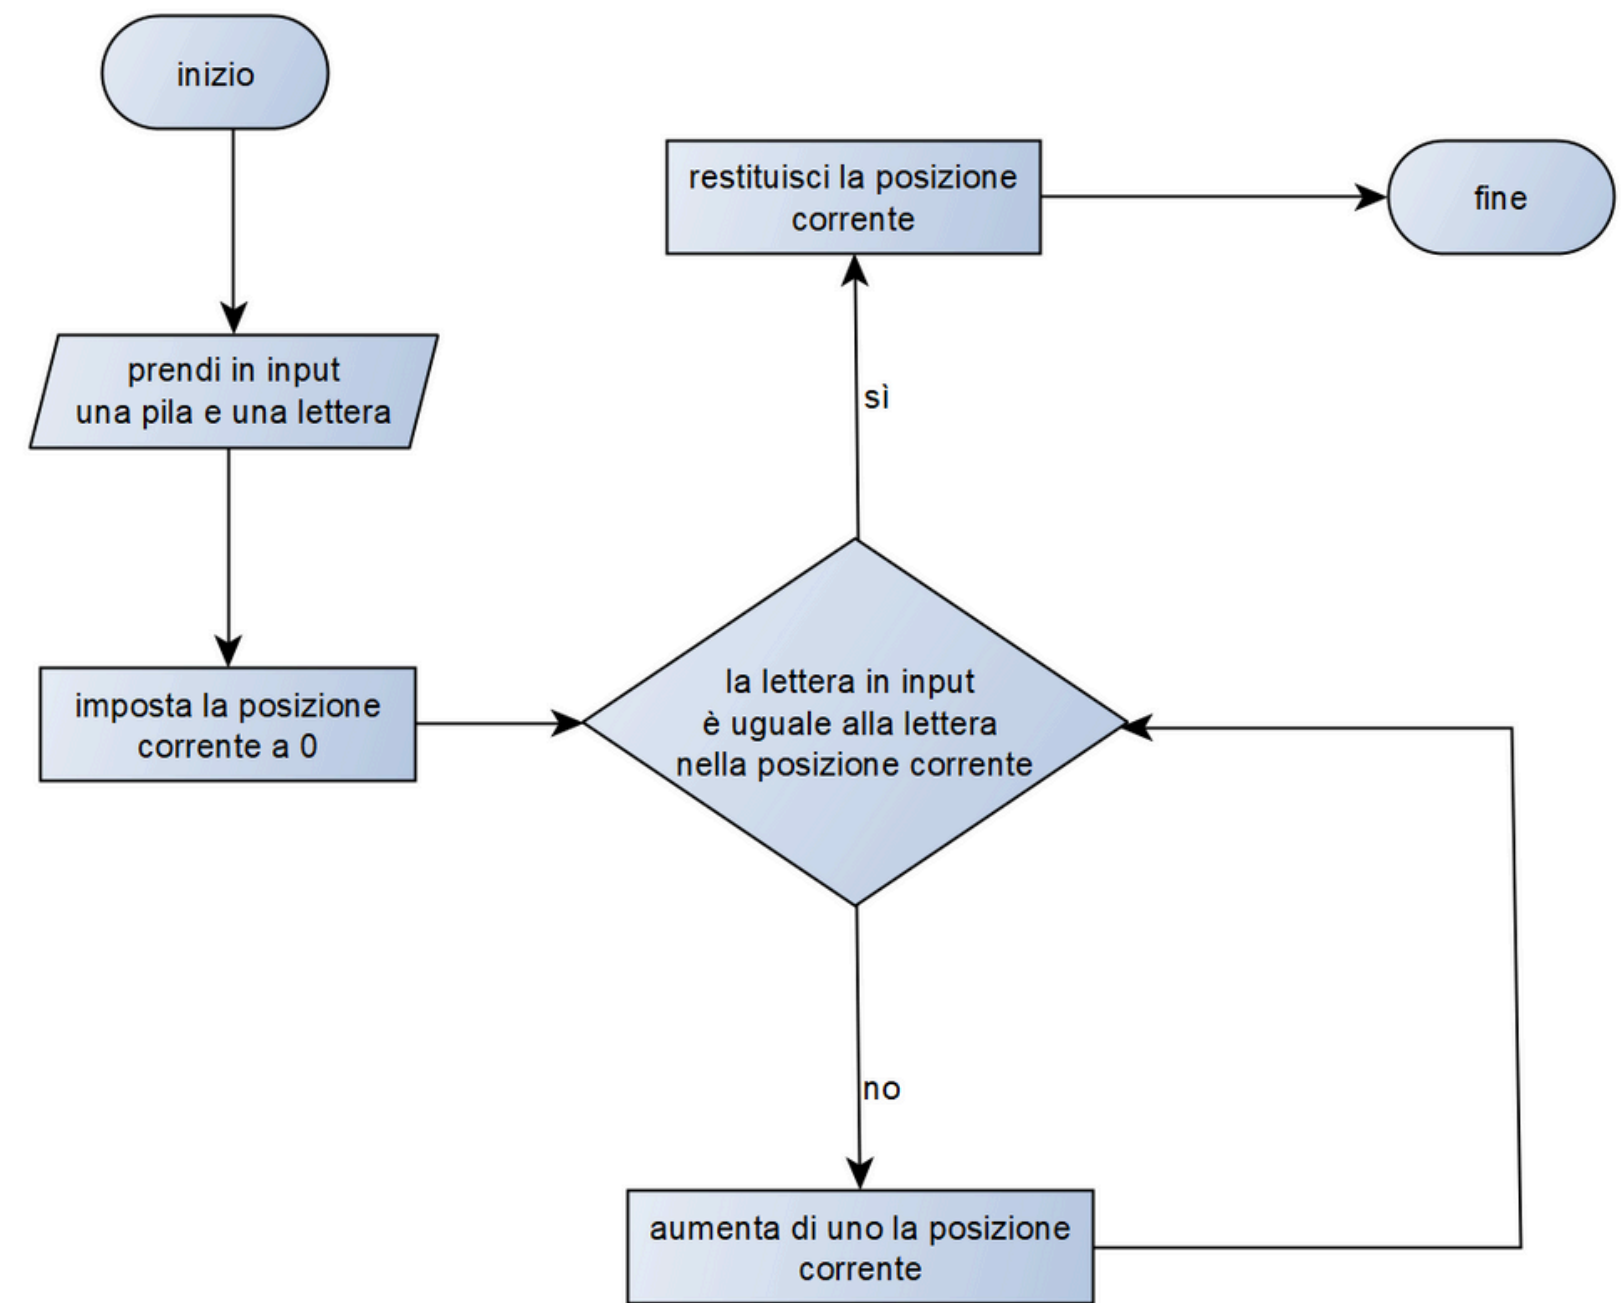 inizio
prendi in input
una pila e una lettera
imposta la posizione
corrente a 0
la lettera in input
è uguale alla lettera
nella posizione corrente
sì
restituisci la posizione
corrente
fine
no
aumenta di uno la posizione
corrente